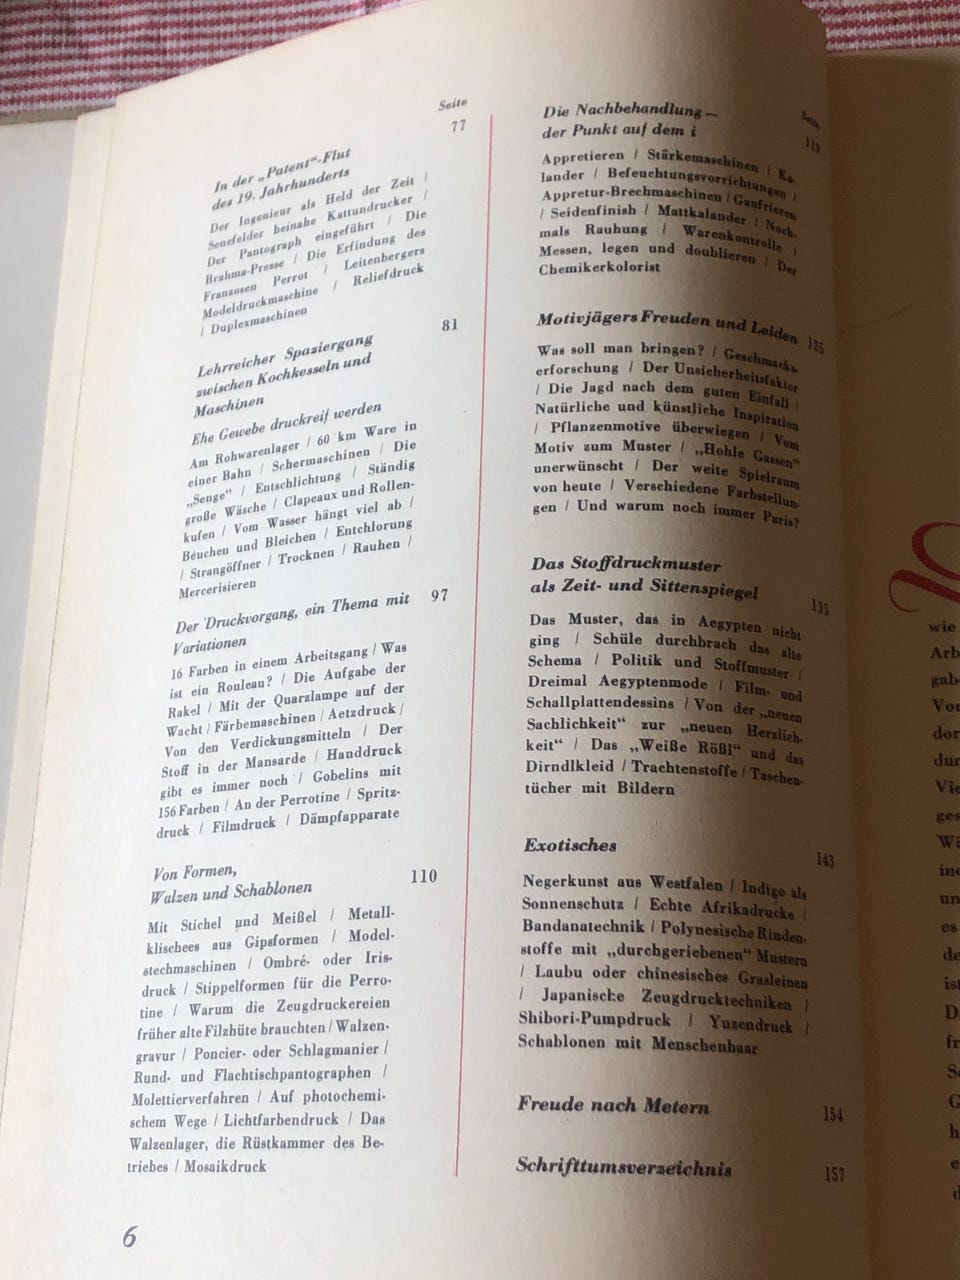 Seite
77
In der „Patent“-Flut
des 19. Jahrhunderts
Der Ingenieur als Held der Zeit /
Senefelder beinahe Kattundrucker /
Der Pantograph eingeführt / Die
Brahma-Presse / Die Erfindung des
Franzosen Perrot / Leitenbergers
Modeldruckmaschine / Reliefdruck
/ Duplexmaschinen
81
Lehrreicher Spaziergang
zwischen Kochkesseln und
Maschinen
Ehe Gewebe druckreif werden
Am Rohwarenlager / 60 km Ware in
einer Bahn / Schermaschinen / Die
„Senge“ / Entschlichtung / Ständig
große Wäsche / Clapeaux und Rollen-
kufen / Vom Wasser hängt viel ab /
Beuchen und Bleichen / Entchlorung
/ Strangöffner / Trocknen / Rauhen /
Mercerisieren
Der Druckvorgang, ein Thema mit 97
Variationen
16 Farben in einem Arbeitsgang / Was
ist ein Rouleau? / Die Aufgabe der
Rakel / Mit der Quarzlampe auf der
Wacht / Färbemaschinen / Aetzdruck /
Von den Verdickungsmitteln / Der
Stoff in der Mansarde / Handdruck
gibt es immer noch / Gobelins mit
156 Farben / An der Perrotine / Spritz-
druck / Filmdruck / Dämpfapparate
Von Formen,
Walzen und Schablonen 110
Mit Stichel und Meißel / Metall-
klischees aus Gipsformen / Model-
stechmaschinen / Ombré- oder Iris-
druck / Stippelformen für die Perro-
tine / Warum die Zeugdruckereien
früher alte Filzhüte brauchten / Walzen-
gravur / Poncier- oder Schlagmanier /
Rund- und Flachtischpantographen /
Molettierverfahren / Auf photochemi-
schem Wege / Lichtfarbendruck / Das
Walzenlager, die Rüstkammer des Be-
triebes / Mosaikdruck
6
Seite
Die Nachbehandlung —
der Punkt auf dem i
Appretieren / Stärkemaschinen / Ka-
lander / Befeuchtungsvorrichtungen /
Appretur-Brechmaschinen / Gaufrieren
/ Seidenfinish / Mattkalander / Noch-
mals Rauhung / Warenkontrolle /
Messen, legen und doublieren / Der
Chemikerkolorist
Motivjägers Freuden und Leiden 125
Was soll man bringen? / Geschmacks-
erforschung / Der Unsicherheitsfaktor
/ Die Jagd nach dem guten Einfall /
Natürliche und künstliche Inspiration
/ Pflanzenmotive überwiegen / Vom
Motiv zum Muster / „Hohle Gassen“
unerwünscht / Der weite Spielraum
von heute / Verschiedene Farbstellun-
gen / Und warum noch immer Paris?
Das Stoffdruckmuster
als Zeit- und Sittenspiegel 135
Das Muster, das in Aegypten nicht
ging / Schüle durchbrach das alte
Schema / Politik und Stoffmuster /
Dreimal Aegyptenmode / Film- und
Schallplattendessins / Von der „neuen
Sachlichkeit“ zur „neuen Herzlich-
keit“ / Das „Weiße Rößl“ und das
Dirndlkleid / Trachtenstoffe / Taschen-
tücher mit Bildern
Exotisches 143
Negerkunst aus Westfalen / Indigo als
Sonnenschutz / Echte Afrikadrucke /
Bandanatechnik / Polynesische Rinden-
stoffe mit „durchgeriebenen“ Mustern
/ Laubu oder chinesisches Grasleinen
/ Japanische Zeugdrucktechniken /
Shibori-Pumpdruck / Yuzendruck /
Schablonen mit Menschenhaar
Freude nach Metern 154
Schrifttumsverzeichnis 157
wie